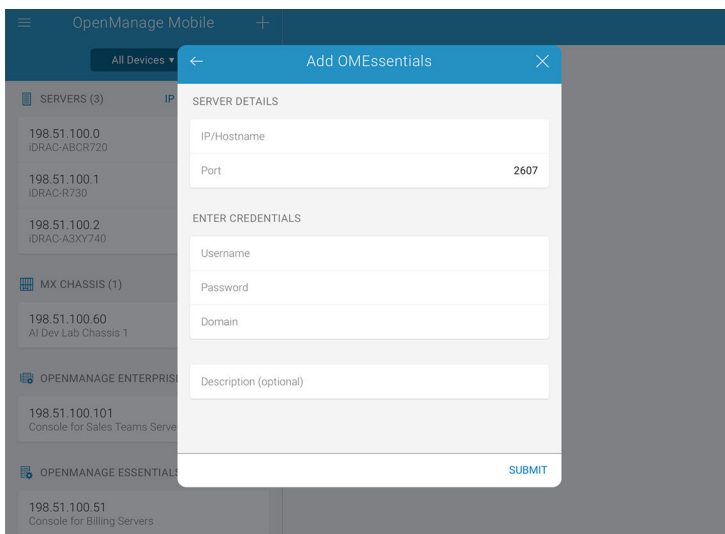 OpenManage Mobile
All Devices
SERVERS (3) IP
198.51.100.0
iDRAC-ABCR720
198.51.100.1
iDRAC-R730
198.51.100.2
iDRAC-A3XY740
MX CHASSIS (1)
198.51.100.60
Al Dev Lab Chassis 1
OPENMANAGE ENTERPRIS
198.51.100.101
Console for Sales Teams Serve
OPENMANAGE ESSENTIALS
198.51.100.51
Console for Billing Servers
Add OMEssentials
SERVER DETAILS
IP/Hostname
Port 2607
ENTER CREDENTIALS
Username
Password
Domain
Description (optional)
SUBMIT